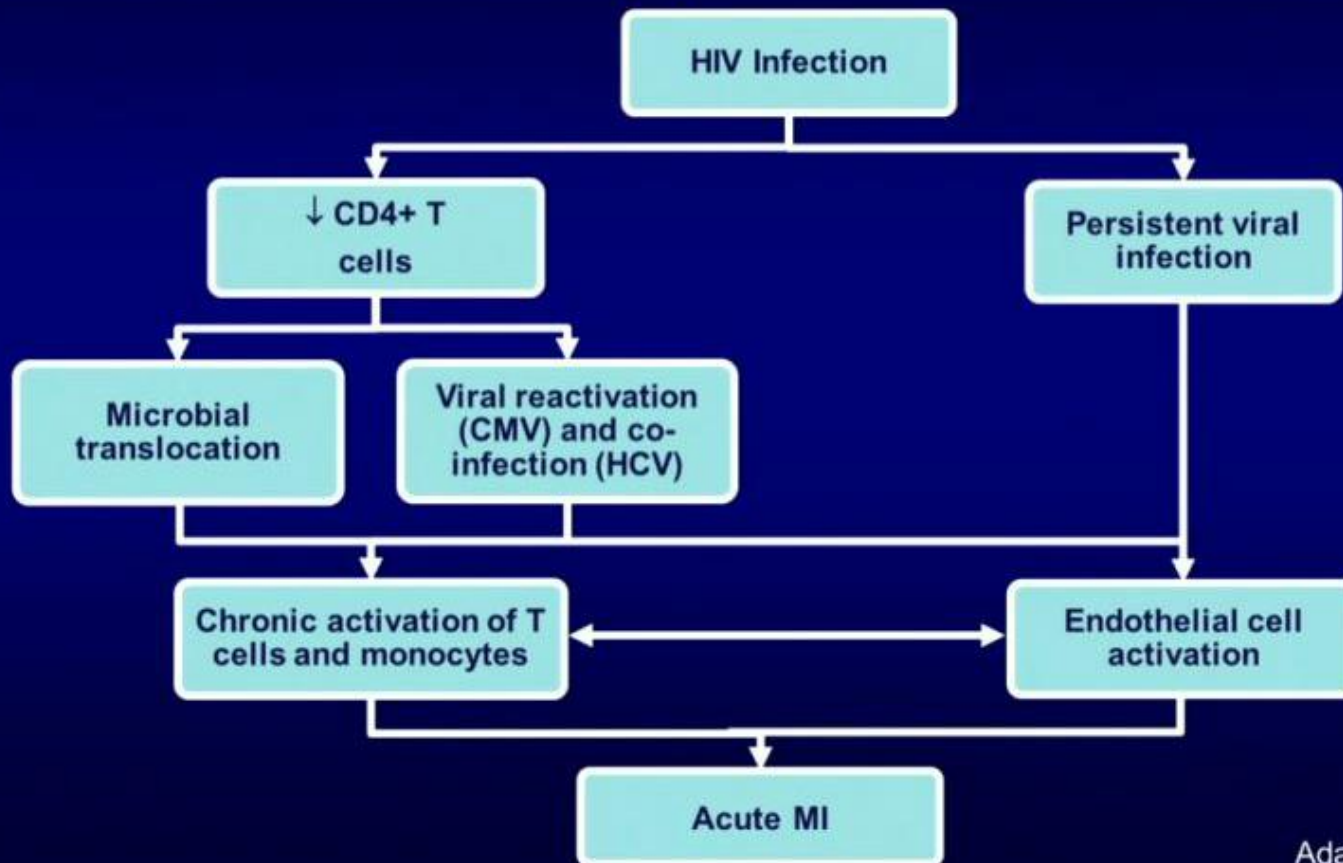 HIV Infection
↓ CD4+ T
cells
Persistent viral
infection
Microbial
translocation
Viral reactivation
(CMV) and co-
infection (HCV)
Chronic activation of T
cells and monocytes
Endothelial cell
activation
Acute MI